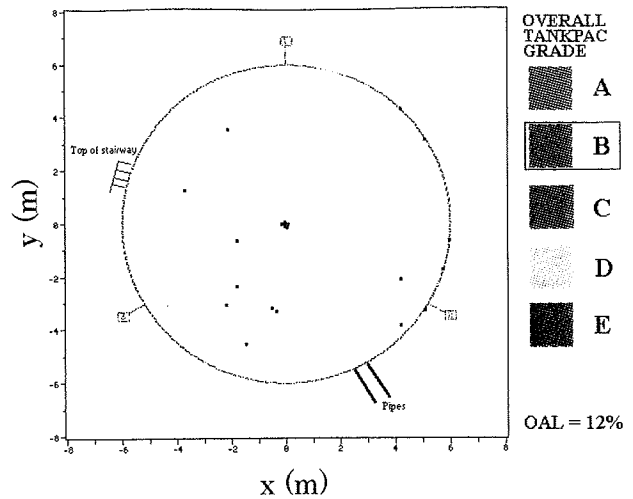 OVERALL
TANKPAC
GRADE
A
B
C
D
E
OAL = 12%
Top of stairway
Pipes
y (m)
8
6
4
2
0
-2
-4
-6
-8
-8
-6
-4
-2
0
2
4
6
8
x (m)